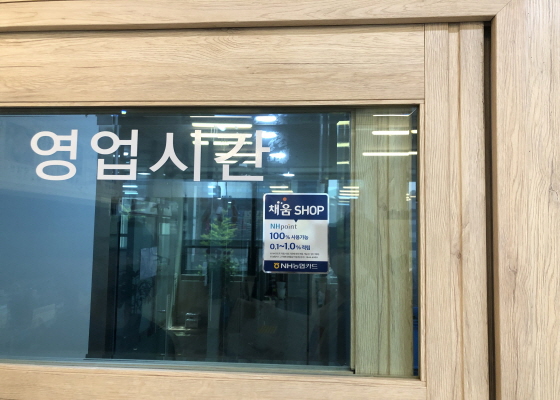 영업시간
채움 SHOP
NHpoint
100% 사용가능
0.1~1.0% 적립
NH농협카드